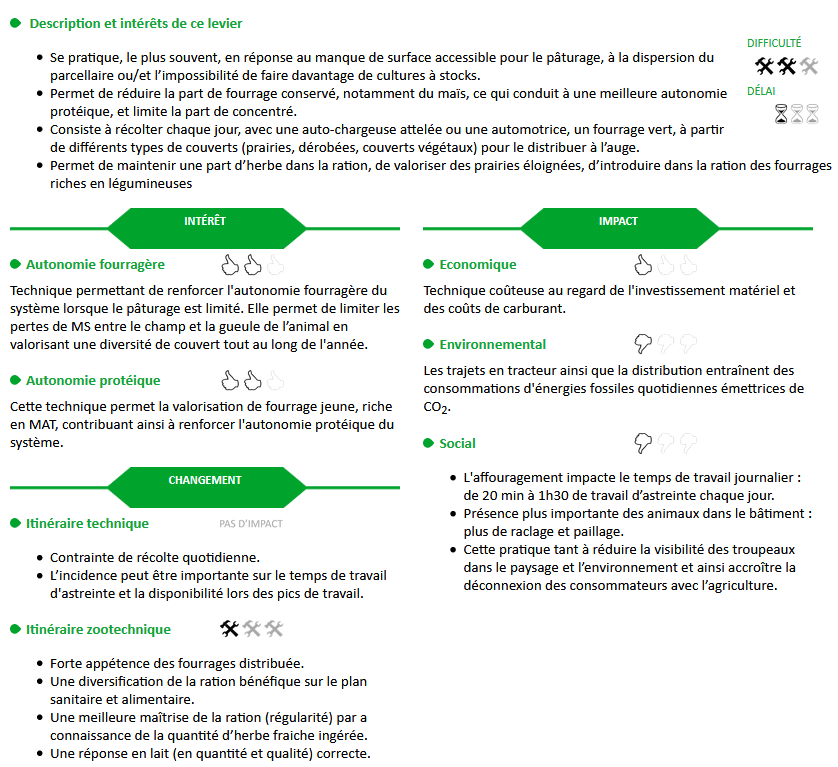 Description et intérêts de ce levier
DIFFICULTÉ
DÉLAI
• Se pratique, le plus souvent, en réponse au manque de surface accessible pour le pâturage, à la dispersion du
parcellaire ou/et l’impossibilité de faire davantage de cultures à stocks.
• Permet de réduire la part de fourrage conservé, notamment du maïs, ce qui conduit à une meilleure autonomie
protéique, et limite la part de concentré.
• Consiste à récolter chaque jour, avec une auto-chargeuse attelée ou une automotrice, un fourrage vert, à partir
de différents types de couverts (prairies, dérobées, couverts végétaux) pour le distribuer à l’auge.
• Permet de maintenir une part d’herbe dans la ration, de valoriser des prairies éloignées, d’introduire dans la ration des fourrages
riches en légumineuses
INTÉRÊT
Autonomie fourragère
Technique permettant de renforcer l'autonomie fourragère du
système lorsque le pâturage est limité. Elle permet de limiter les
pertes de MS entre le champ et la gueule de l’animal en
valorisant une diversité de couvert tout au long de l'année.
Autonomie protéique
Cette technique permet la valorisation de fourrage jeune, riche
en MAT, contribuant ainsi à renforcer l'autonomie protéique du
système.
CHANGEMENT
Itinéraire technique
PAS D’IMPACT
• Contrainte de récolte quotidienne.
• L’incidence peut être importante sur le temps de travail
d'astreinte et la disponibilité lors des pics de travail.
Itinéraire zootechnique
• Forte appétence des fourrages distribuée.
• Une diversification de la ration bénéfique sur le plan
sanitaire et alimentaire.
• Une meilleure maîtrise de la ration (régularité) par a
connaissance de la quantité d’herbe fraiche ingérée.
• Une réponse en lait (en quantité et qualité) correcte.
IMPACT
Economique
Technique coûteuse au regard de l'investissement matériel et
des coûts de carburant.
Environnemental
Les trajets en tracteur ainsi que la distribution entraînent des
consommations d'énergies fossiles quotidiennes émettrices de
CO2.
Social
• L'affouragement impacte le temps de travail journalier :
de 20 min à 1h30 de travail d’astreinte chaque jour.
• Présence plus importante des animaux dans le bâtiment :
plus de raclage et paillage.
• Cette pratique tant à réduire la visibilité des troupeaux
dans le paysage et l’environnement et ainsi accroître la
déconnexion des consommateurs avec l’agriculture.